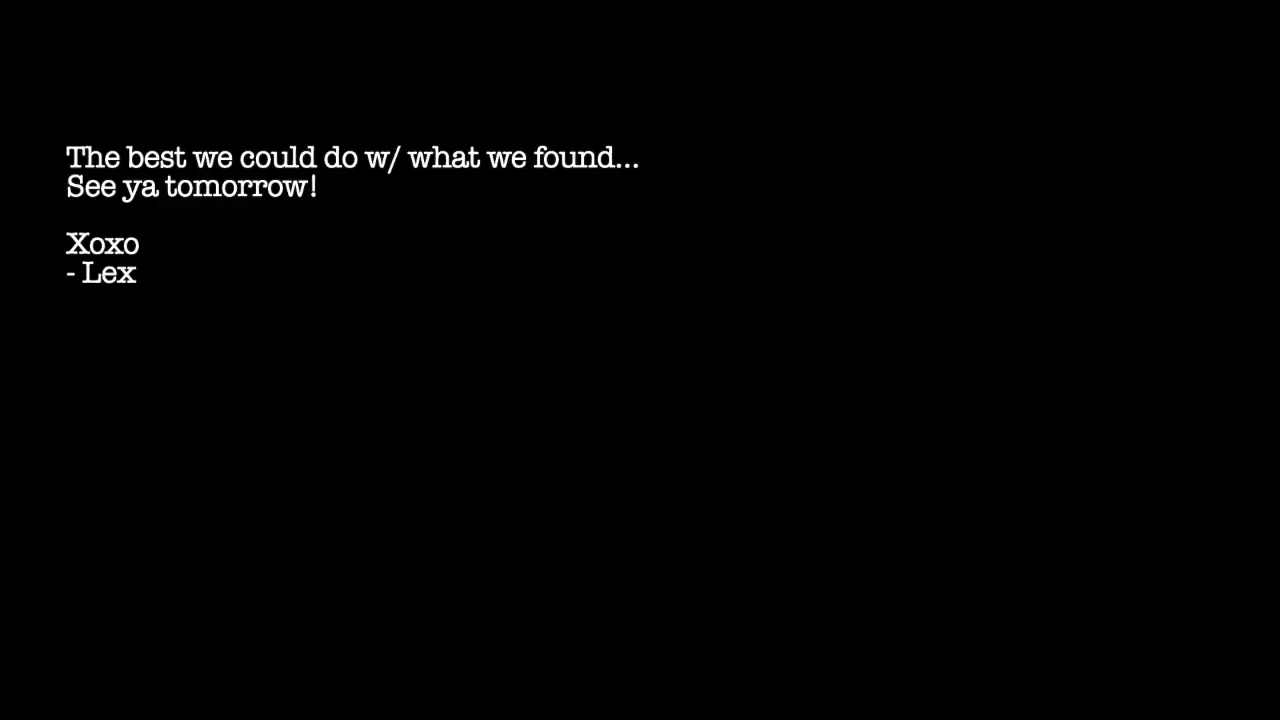 The best we could do w/ what we found...
See ya tomorrow!
Xoxo
- Lex